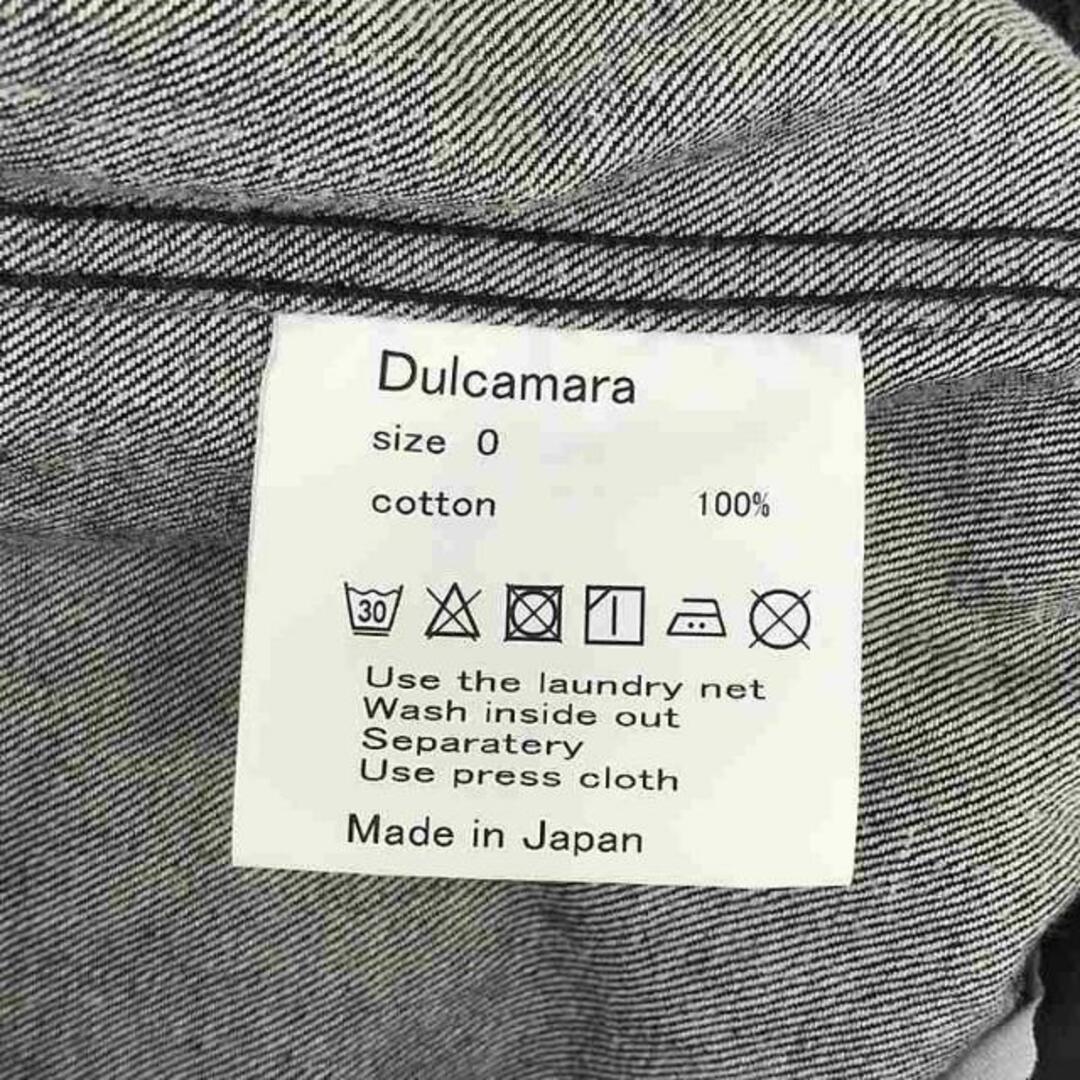 Dulcamara
size 0
cotton 100%
30
Use the laundry net
Wash inside out
Separatery
Use press cloth
Made in Japan